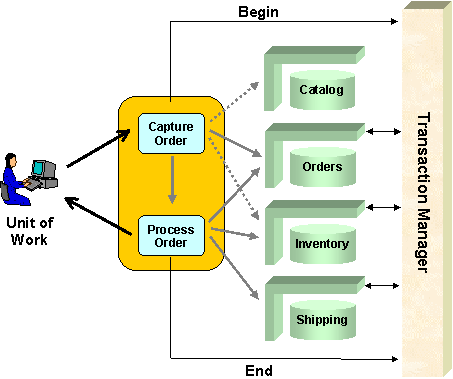 Begin
Catalog
Capture
Order
Orders
Transaction Manager
Unit of
Work
Process
Order
Inventory
Shipping
End